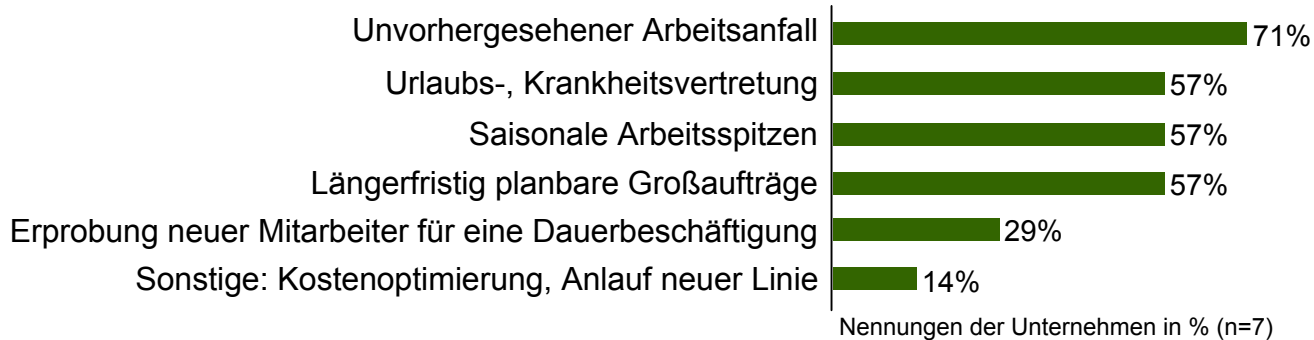 Unvorhergesehener Arbeitsanfall 71%
Urlaubs-, Krankheitsvertretung 57%
Saisonale Arbeitsspitzen 57%
Längerfristig planbare Großaufträge 57%
Erprobung neuer Mitarbeiter für eine Dauerbeschäftigung 29%
Sonstige: Kostenoptimierung, Anlauf neuer Linie 14%
Nennungen der Unternehmen in % (n=7)